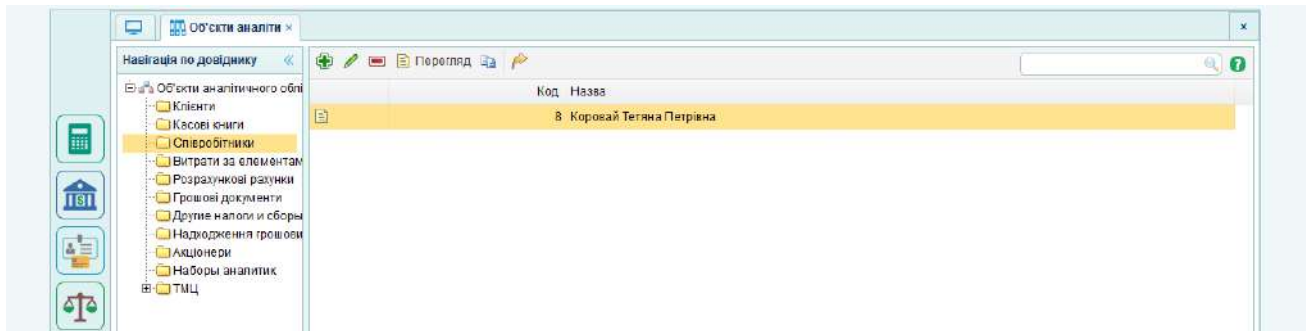 Об'єкти аналіти ×
×
Навігація по довіднику «
Перегляд
Об'єкти аналітичного облі
Клієнти
Касові книги
Співробітники
Витрати за елементам
Розрахункові рахунки
Грошові документи
Другие налоги и сборы
Надходження грошови
Акціонери
Наборы аналитик
ТМЦ
Код Назва
8 Коровай Тетяна Петрівна